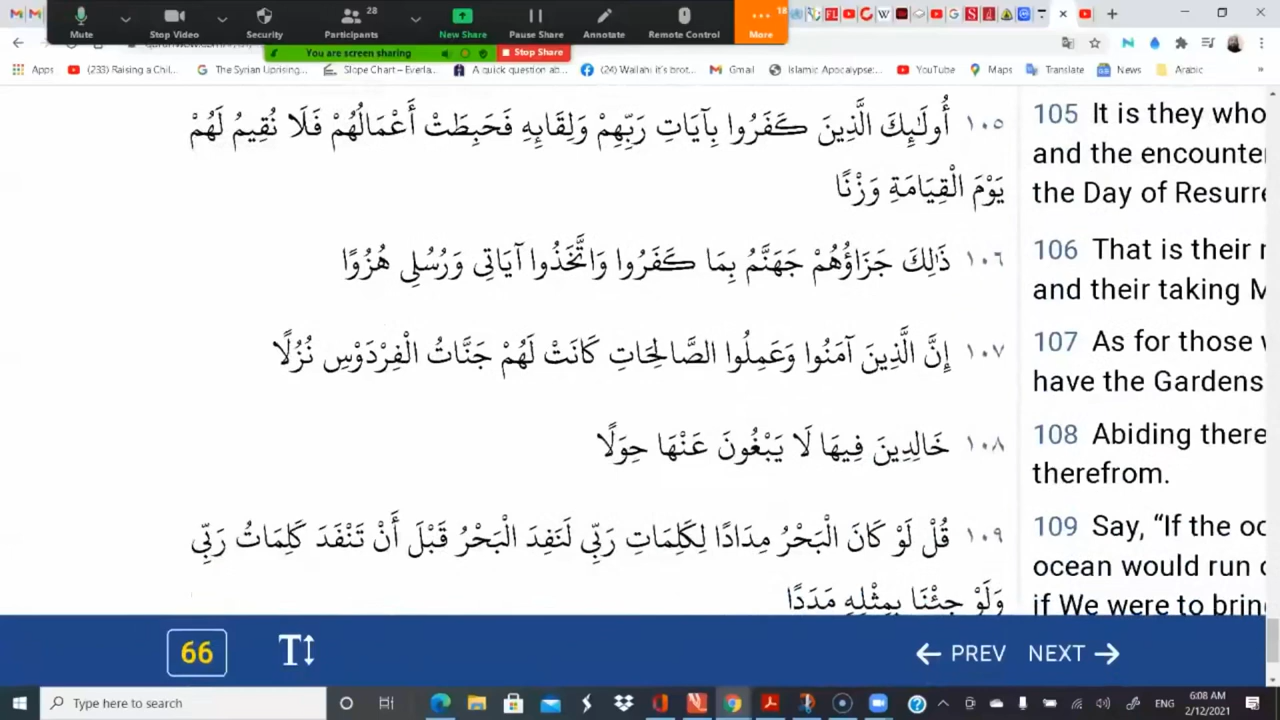 28
18
Mute
Stop Video
Security
Participants
New Share
Pause Share
Annotate
Remote Control
More
You are screen sharing
Stop Share
Apps
(233) Raising a Chil...
The Syrian Uprising...
Slope Chart – Everla...
A quick question ab...
(24) Wallahi it's brot...
Gmail
Islamic Apocalypse:...
YouTube
Maps
Translate
News
Arabic
١٠٥ أُولَٰئِكَ الَّذِينَ كَفَرُوا بِآيَاتِ رَبِّهِمْ وَلِقَائِهِ فَحَبِطَتْ أَعْمَالُهُمْ فَلَا نُقِيمُ لَهُمْ
يَوْمَ الْقِيَامَةِ وَزْنًا
١٠٦ ذَٰلِكَ جَزَاؤُهُمْ جَهَنَّمُ بِمَا كَفَرُوا وَاتَّخَذُوا آيَاتِى وَرُسُلِى هُزُوًا
١٠٧ إِنَّ الَّذِينَ آمَنُوا وَعَمِلُوا الصَّالِحَاتِ كَانَتْ لَهُمْ جَنَّاتُ الْفِرْدَوْسِ نُزُلًا
١٠٨ خَالِدِينَ فِيهَا لَا يَبْغُونَ عَنْهَا حِوَلًا
١٠٩ قُلْ لَوْ كَانَ الْبَحْرُ مِدَادًا لِكَلِمَاتِ رَبِّى لَنَفِدَ الْبَحْرُ قَبْلَ أَنْ تَنْفَدَ كَلِمَاتُ رَبِّى
وَلَوْ جِئْنَا بِمِثْلِهِ مَدَدًا
105 It is they who
and the encounte
the Day of Resurr
106 That is their
and their taking
107 As for those
have the Gardens
108 Abiding there
therefrom.
109 Say, “If the oc
ocean would run
if We were to brin
66
PREV
NEXT
Type here to search
ENG
6:08 AM
2/12/2021